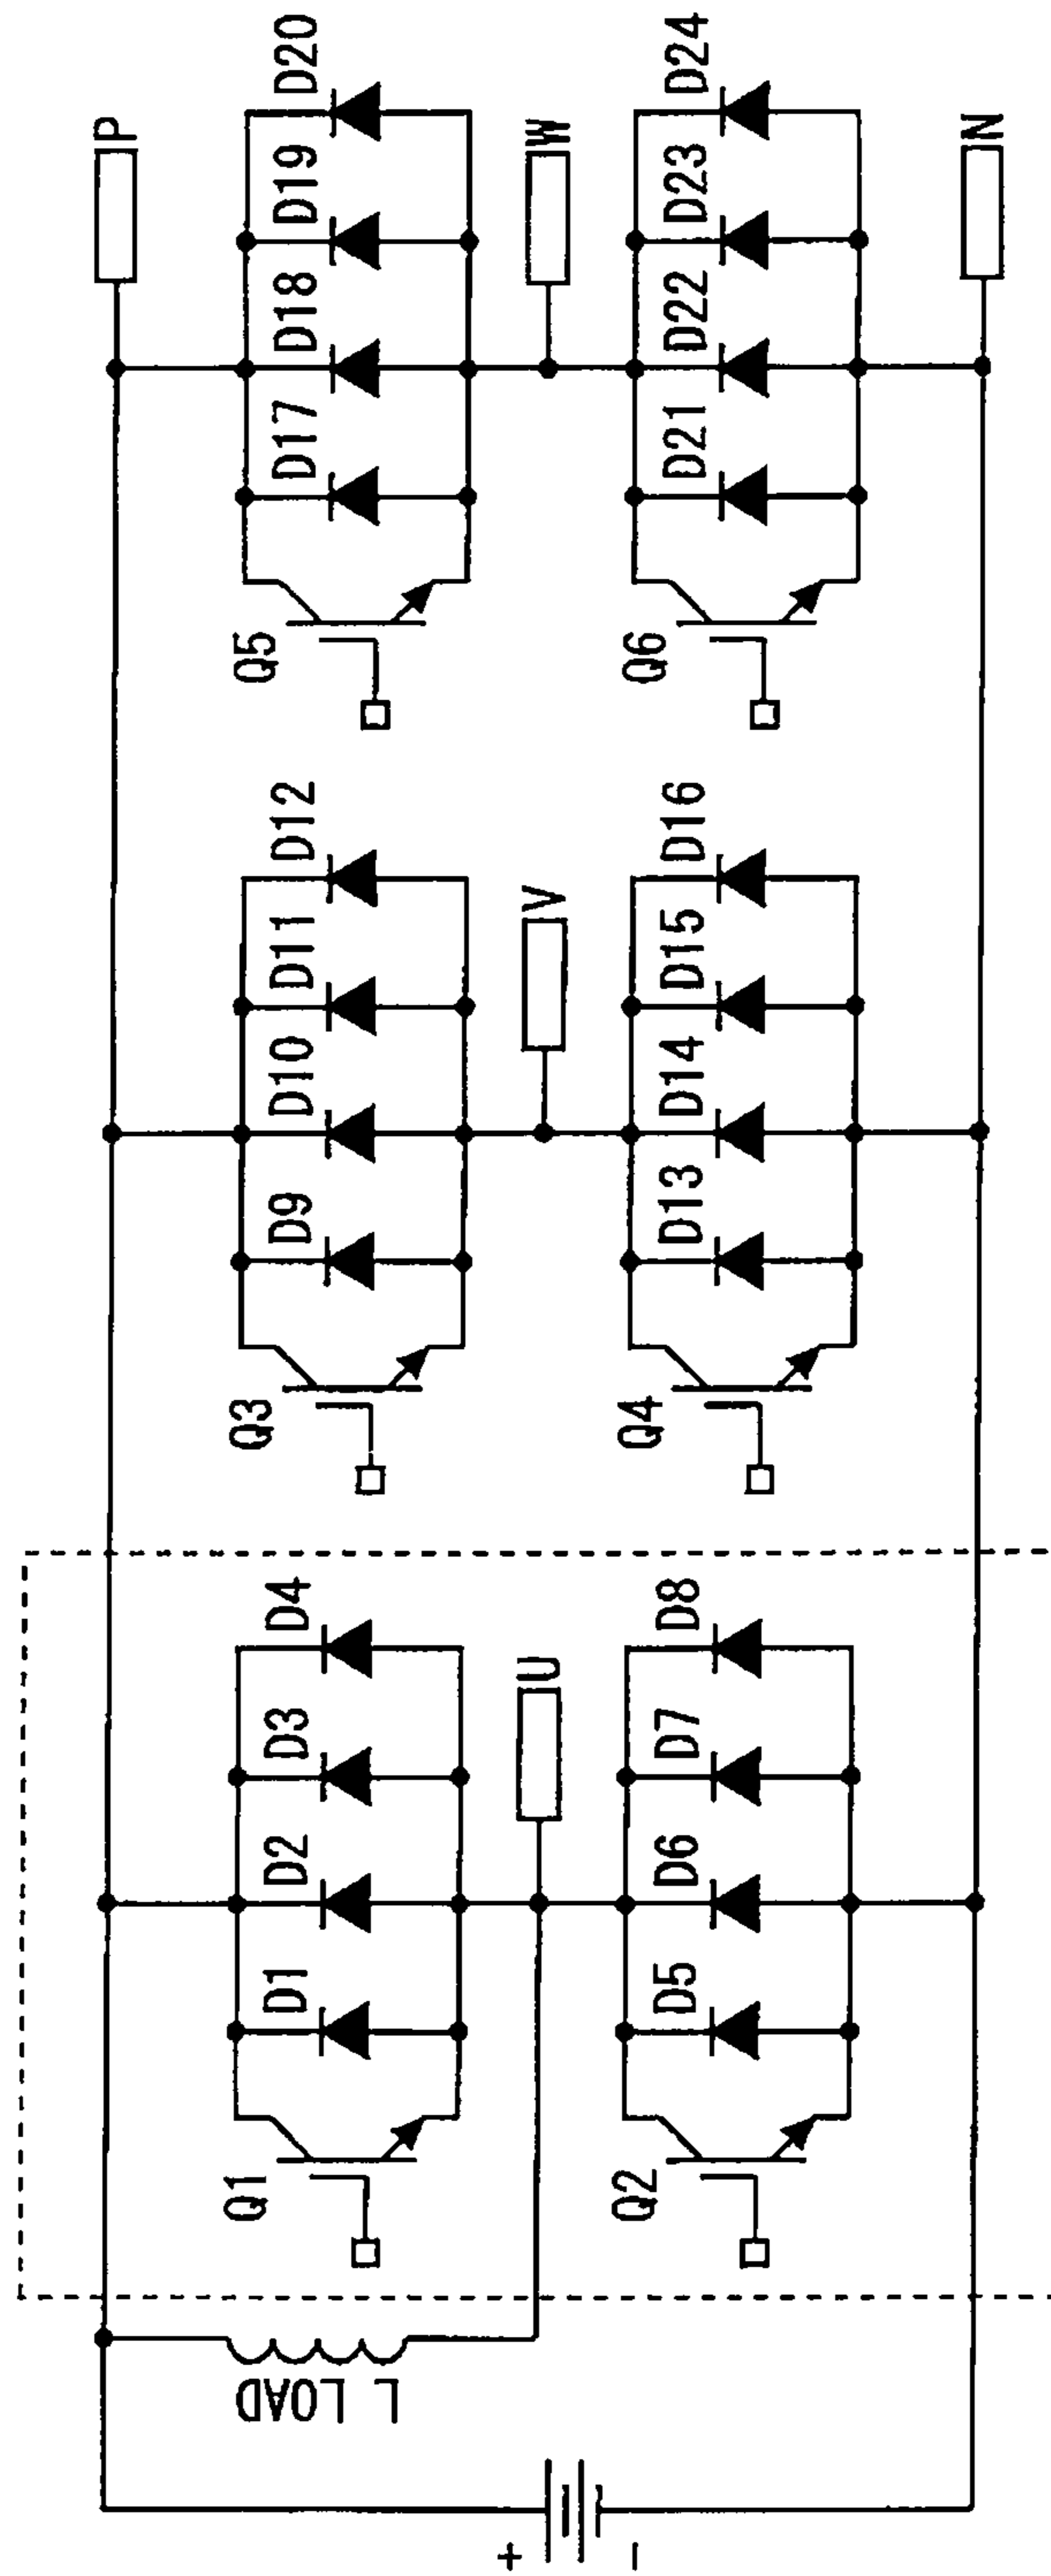 P
D20
D24
D19
D23
W
N
D18
D22
D17
D21
Q5
Q6
D12
D16
D11
D15
V
D10
D14
D9
D13
Q3
Q4
D4
D8
D3
D7
U
D2
D6
D1
D5
Q1
Q2
L LOAD
+
−